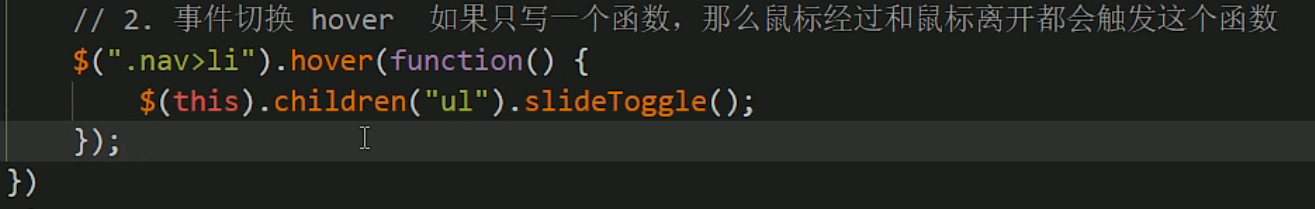 // 2. 事件切换 hover  如果只写一个函数，那么鼠标经过和鼠标离开都会触发这个函数
$(".nav>li").hover(function() {
$(this).children("ul").slideToggle();
});
})